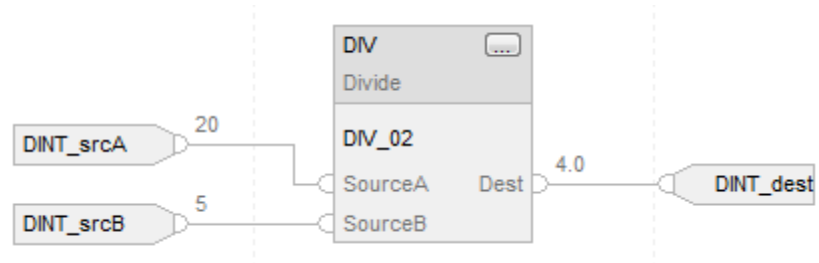 DIV ...
Divide
DINT_srcA 20
DIV_02
SourceA Dest 4.0 DINT_dest
DINT_srcB 5
SourceB